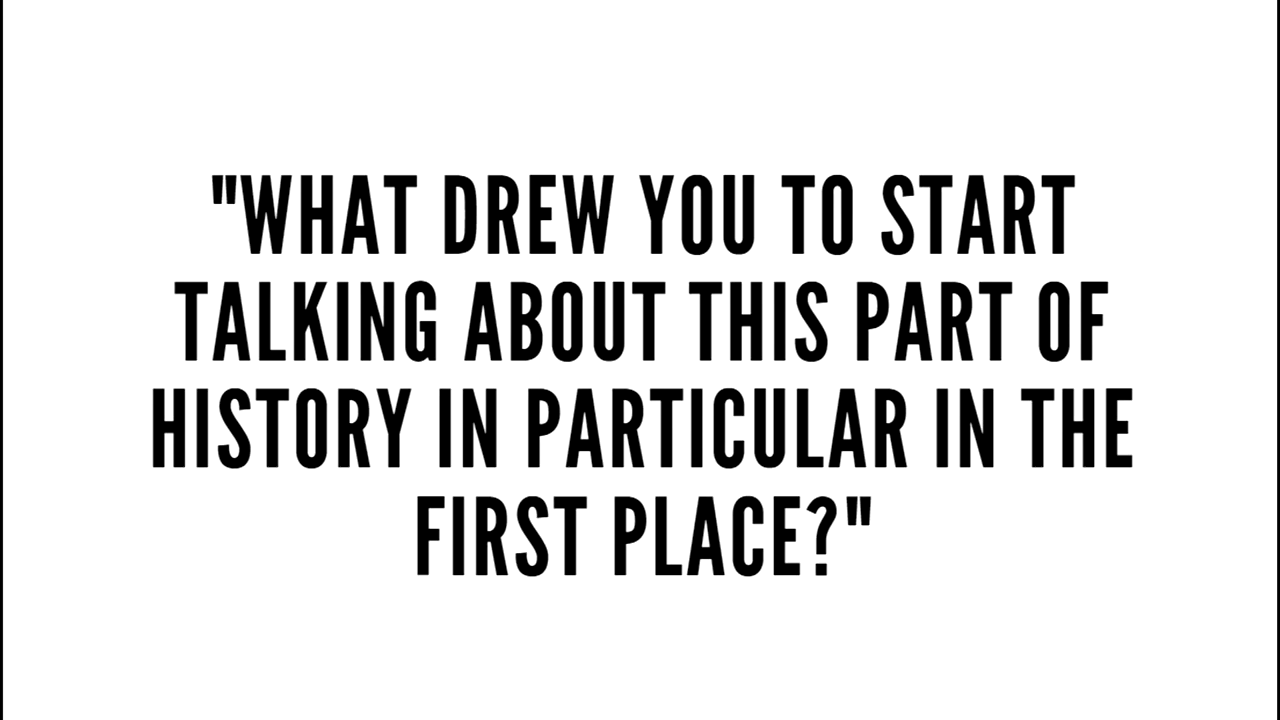 "WHAT DREW YOU TO START
TALKING ABOUT THIS PART OF
HISTORY IN PARTICULAR IN THE
FIRST PLACE?"